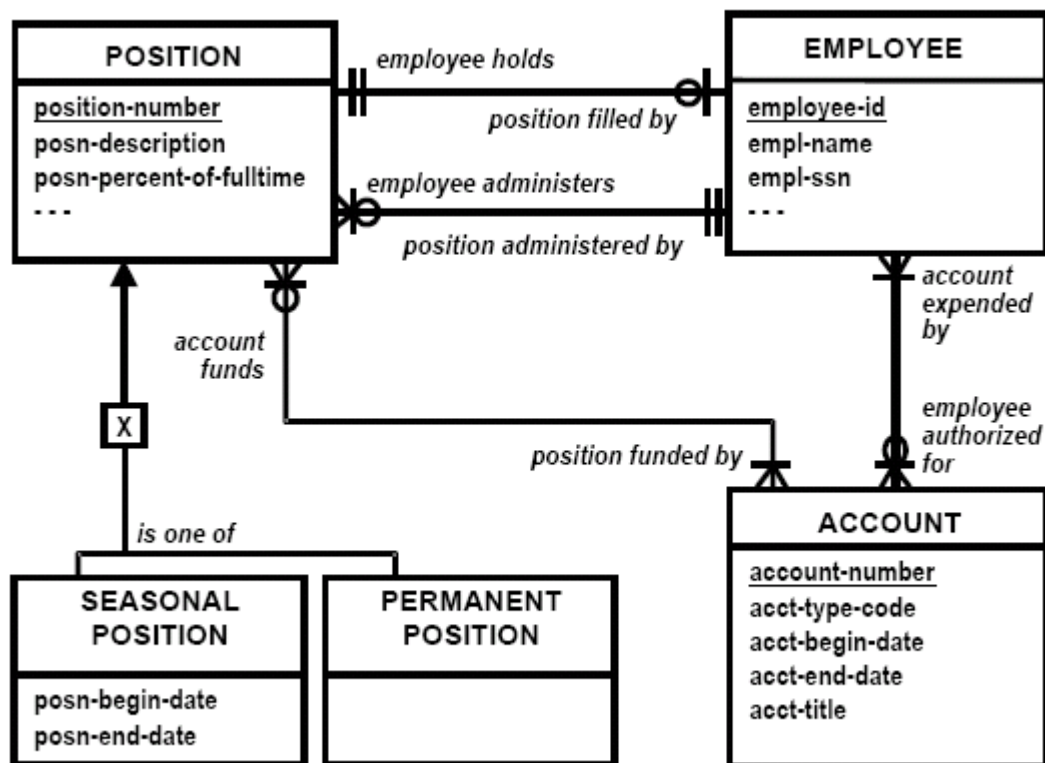 POSITION
position-number
posn-description
posn-percent-of-fulltime
- - -
employee holds
position filled by
employee administers
position administered by
EMPLOYEE
employee-id
empl-name
empl-ssn
- - -
account
funds
position funded by
account
expended
by
employee
authorized
for
X
is one of
SEASONAL
POSITION
posn-begin-date
posn-end-date
PERMANENT
POSITION
ACCOUNT
account-number
acct-type-code
acct-begin-date
acct-end-date
acct-title